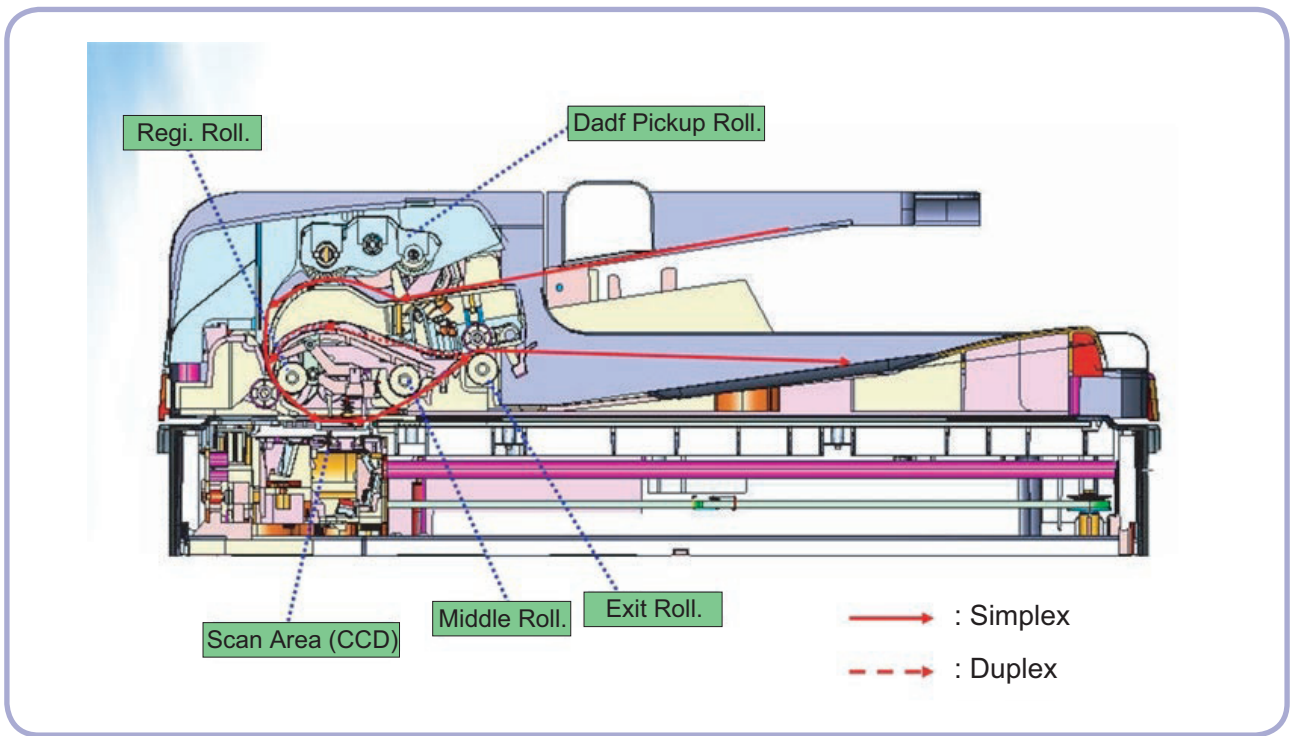 Dadf Pickup Roll.
Regi. Roll.
Exit Roll.
Middle Roll.
Scan Area (CCD)
: Simplex
: Duplex